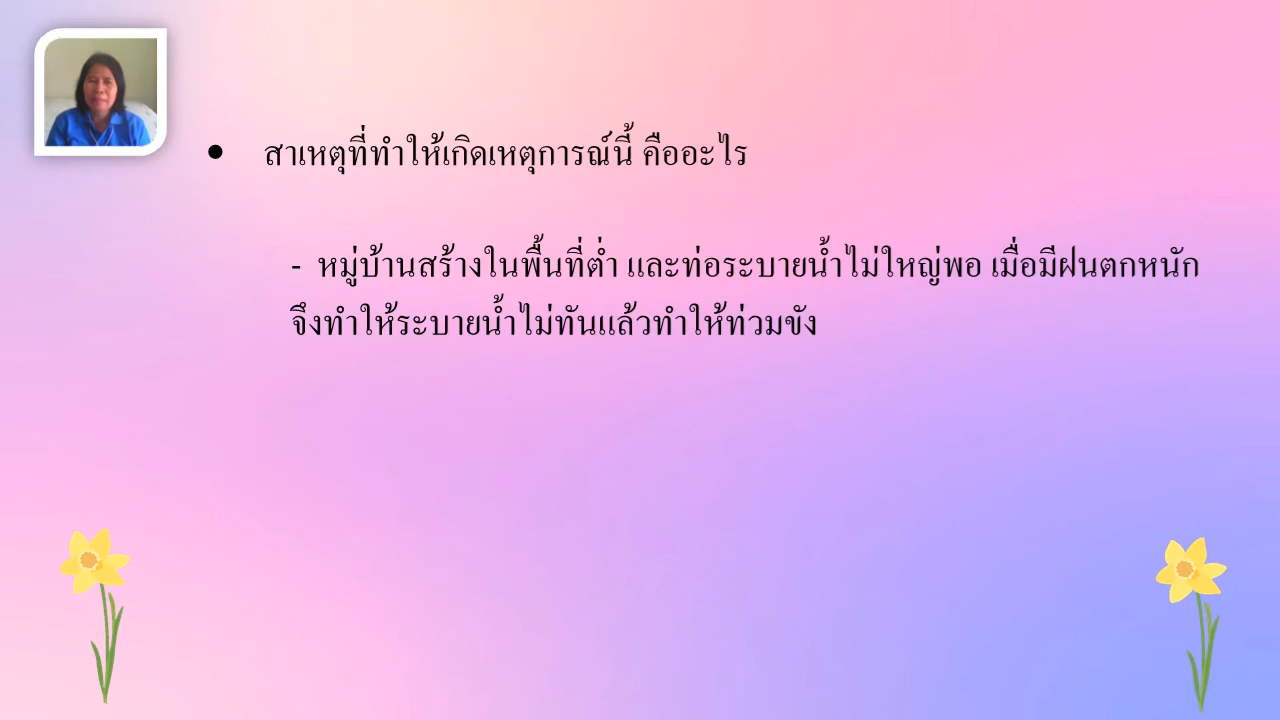 • สาเหตุที่ทำให้เกิดเหตุการณ์นี้ คืออะไร
- หมู่บ้านสร้างในพื้นที่ต่ำ และท่อระบายน้ำไม่ใหญ่พอ เมื่อมีฝนตกหนัก
จึงทำให้ระบายน้ำไม่ทันแล้วทำให้ท่วมขัง